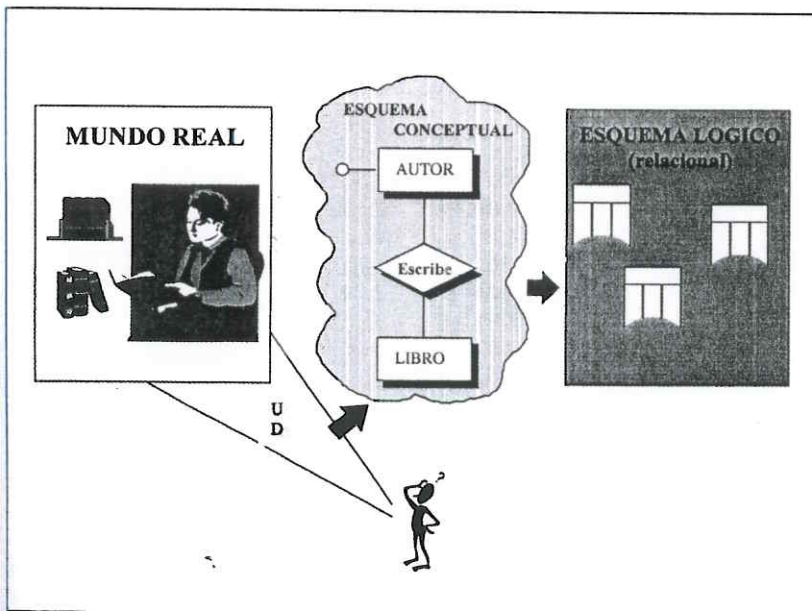 MUNDO REAL
ESQUEMA
CONCEPTUAL
AUTOR
Escribe
LIBRO
ESQUEMA LOGICO
(relacional)
U
D
?